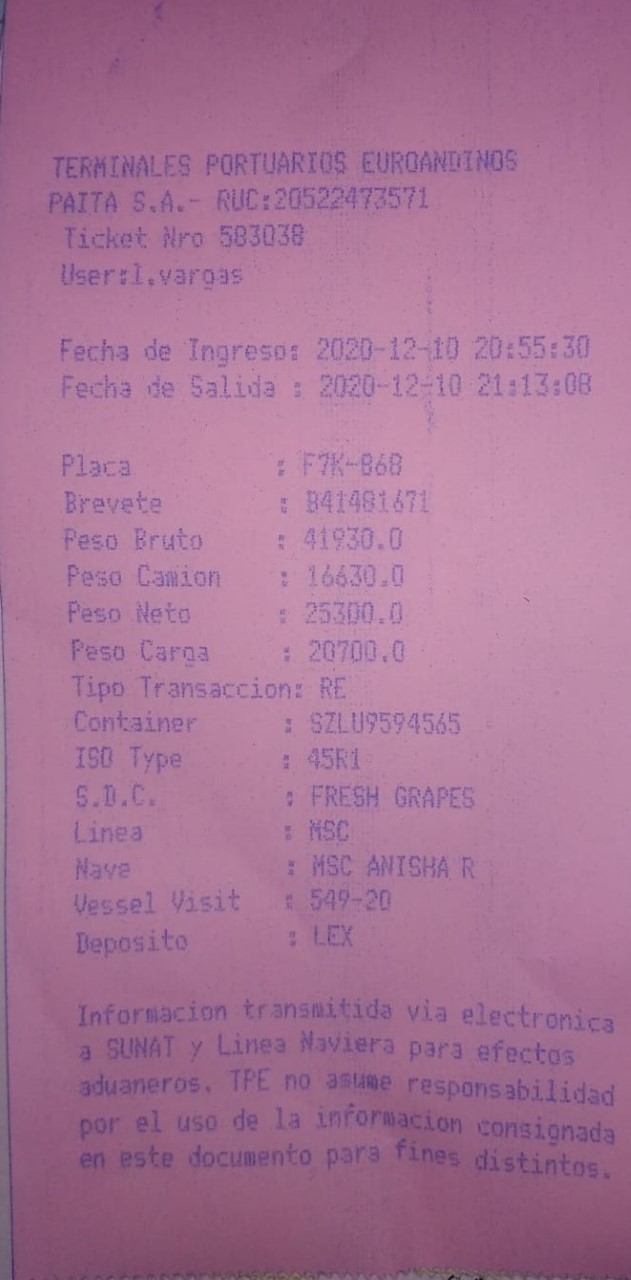 TERMINALES PORTUARIOS EUROANDINOS
PAITA S.A.- RUC:20522473571
Ticket Nro 583038
User:l.vargas
Fecha de Ingreso: 2020-12-10 20:55:30
Fecha de Salida : 2020-12-10 21:13:08
Placa : F7K-868
Brevete : B41481671
Peso Bruto : 41930.0
Peso Camion : 16630.0
Peso Neto : 25300.0
Peso Carga : 20700.0
Tipo Transaccion: RE
Container : SZLU9594565
ISO Type : 45R1
S.D.C. : FRESH GRAPES
Linea : MSC
Nave : MSC ANISHA R
Vessel Visit : 549-20
Deposito : LEX
Informacion transmitida via electronica
a SUNAT y Linea Naviera para efectos
aduaneros. TPE no asume responsabilidad
por el uso de la informacion consignada
en este documento para fines distintos.